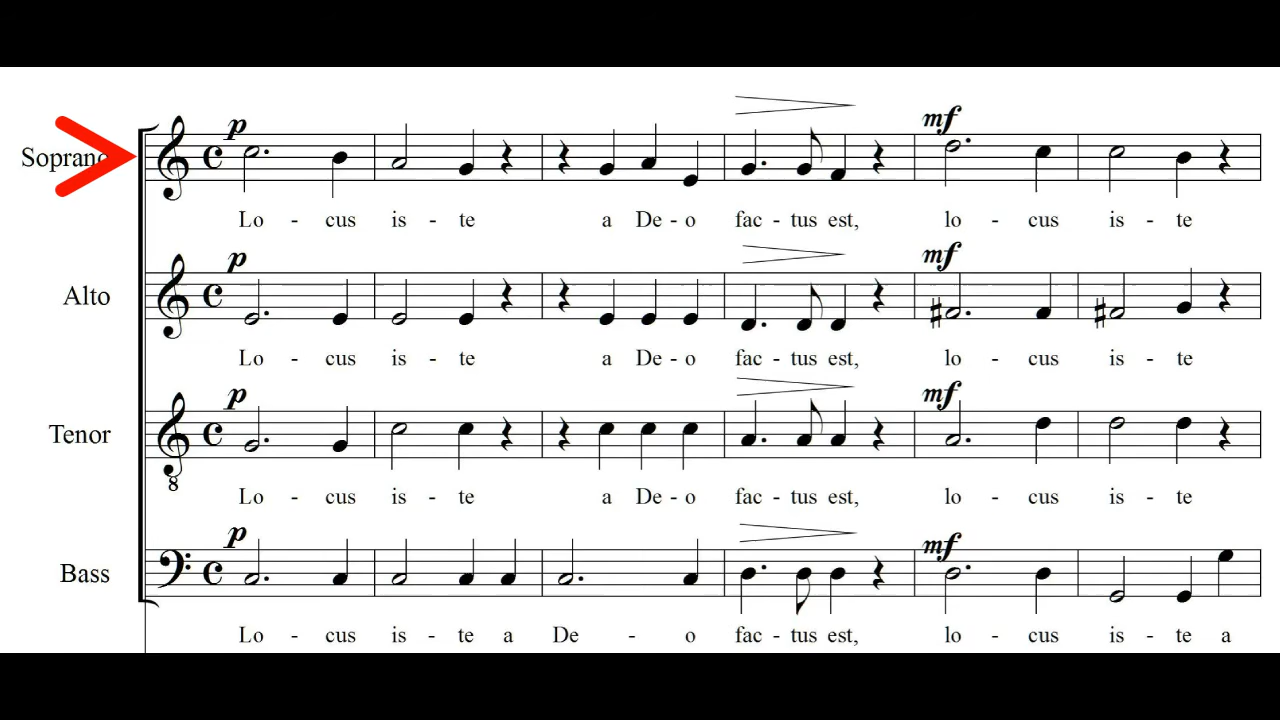 p mf
Soprano
Lo - cus is - te a De - o fac - tus est, lo - cus is - te
p mf
Alto
Lo - cus is - te a De - o fac - tus est, lo - cus is - te
p mf
Tenor
8
Lo - cus is - te a De - o fac - tus est, lo - cus is - te
p mf
Bass
Lo - cus is - te a De - o fac - tus est, lo - cus is - te a